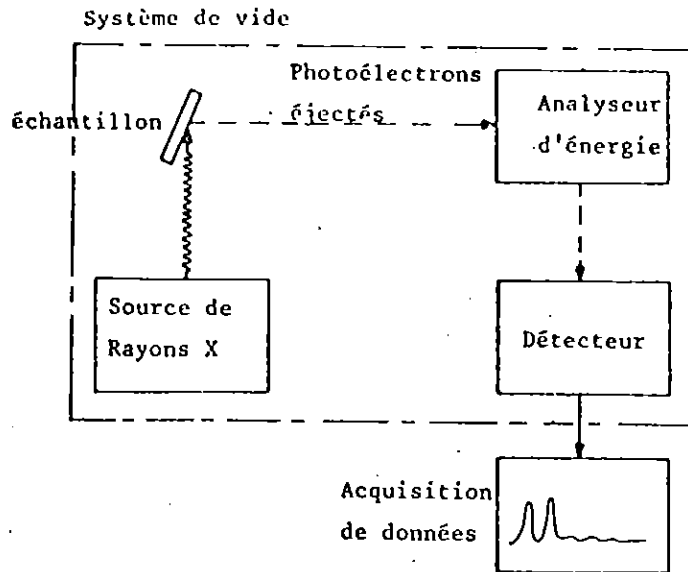 Système de vide
Photoélectrons
éjectés
échantillon
Analyseur
d'énergie
Source de
Rayons X
Détecteur
Acquisition
de données